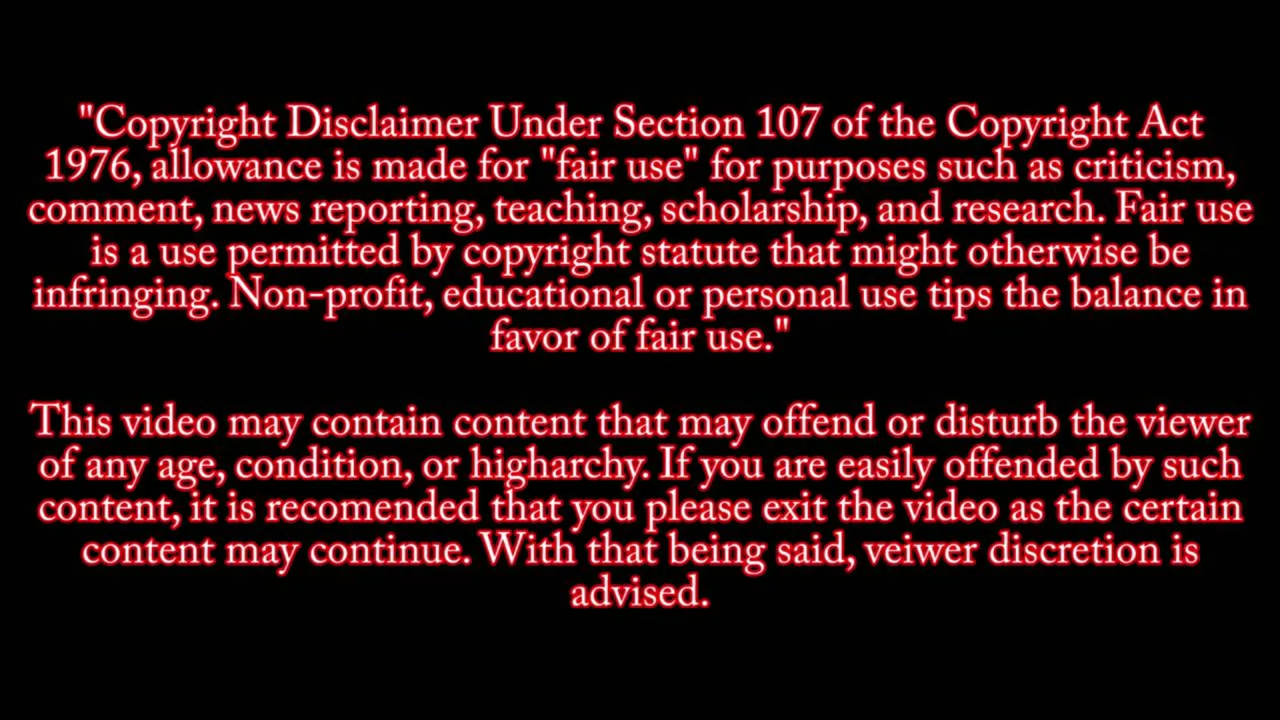 "Copyright Disclaimer Under Section 107 of the Copyright Act
1976, allowance is made for "fair use" for purposes such as criticism,
comment, news reporting, teaching, scholarship, and research. Fair use
is a use permitted by copyright statute that might otherwise be
infringing. Non-profit, educational or personal use tips the balance in
favor of fair use."
This video may contain content that may offend or disturb the viewer
of any age, condition, or higharchy. If you are easily offended by such
content, it is recomended that you please exit the video as the certain
content may continue. With that being said, veiwer discretion is
advised.